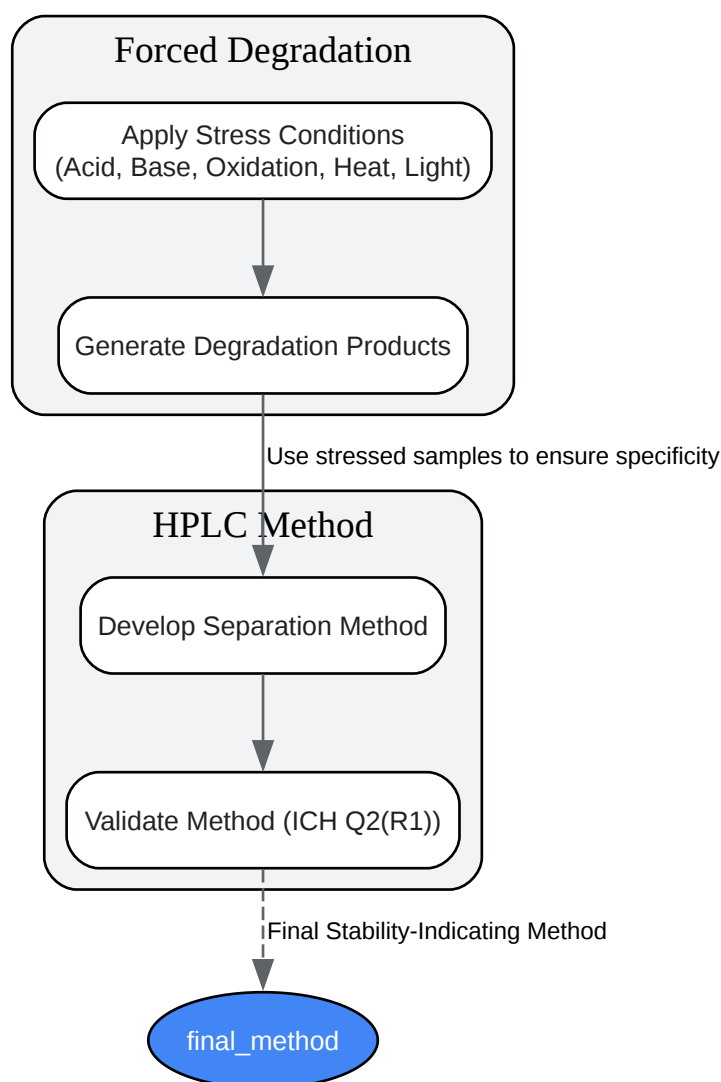 Forced Degradation
Apply Stress Conditions
(Acid, Base, Oxidation, Heat, Light)
Generate Degradation Products
Use stressed samples to ensure specificity
HPLC Method
Develop Separation Method
Validate Method (ICH Q2(R1))
Final Stability-Indicating Method
final_method